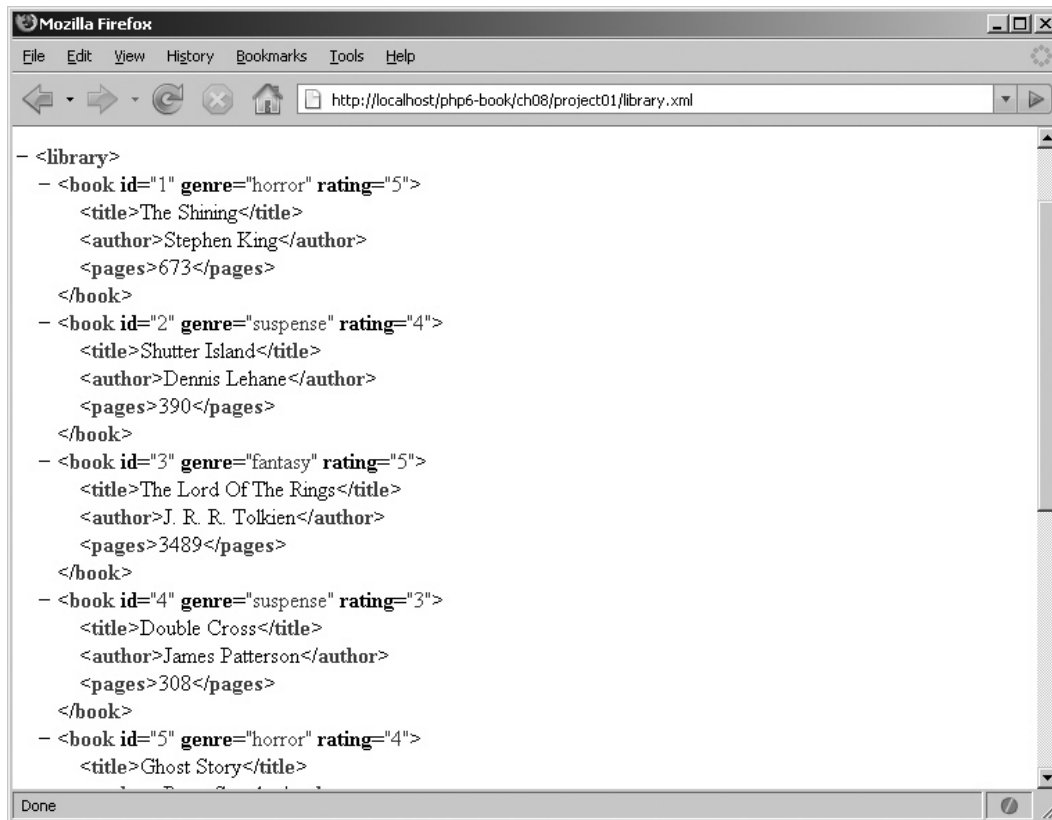 Mozilla Firefox
File Edit View History Bookmarks Tools Help
http://localhost/php6-book/ch08/project01/library.xml
− <library>
− <book id="1" genre="horror" rating="5">
<title>The Shining</title>
<author>Stephen King</author>
<pages>673</pages>
</book>
− <book id="2" genre="suspense" rating="4">
<title>Shutter Island</title>
<author>Dennis Lehane</author>
<pages>390</pages>
</book>
− <book id="3" genre="fantasy" rating="5">
<title>The Lord Of The Rings</title>
<author>J. R. R. Tolkien</author>
<pages>3489</pages>
</book>
− <book id="4" genre="suspense" rating="3">
<title>Double Cross</title>
<author>James Patterson</author>
<pages>308</pages>
</book>
− <book id="5" genre="horror" rating="4">
<title>Ghost Story</title>
Done